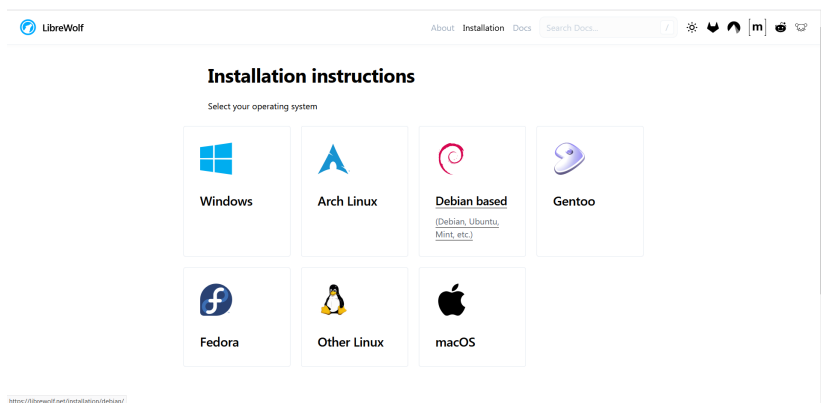 LibreWolf
About Installation Docs Search Docs... /
Installation instructions
Select your operating system
Windows
Arch Linux
Debian based
(Debian, Ubuntu,
Mint, etc.)
Gentoo
Fedora
Other Linux
macOS
https://librewolf.net/installation/debian/